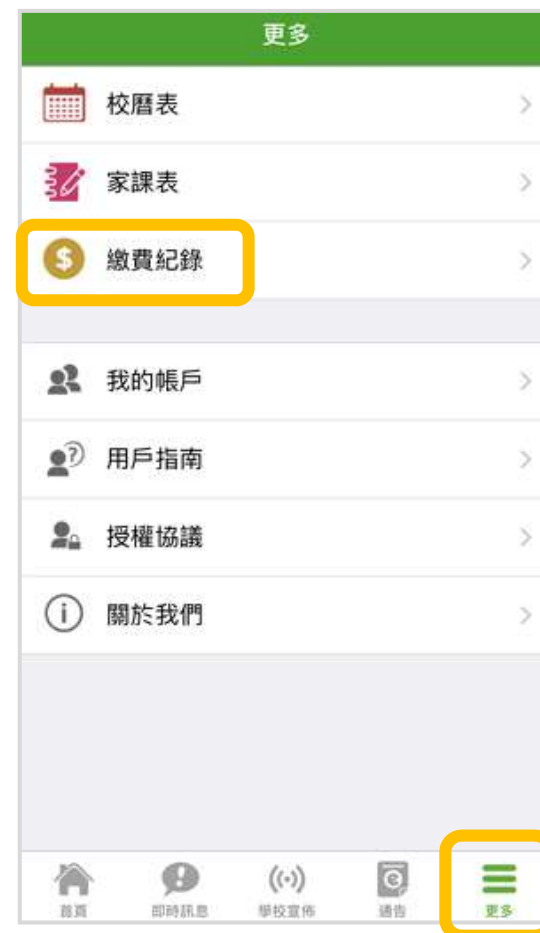 更多
校曆表
家課表
$ 繳費紀錄
我的帳戶
? 用戶指南
授權協議
i 關於我們
e
首頁 即時訊息 學校宣佈 通告 更多